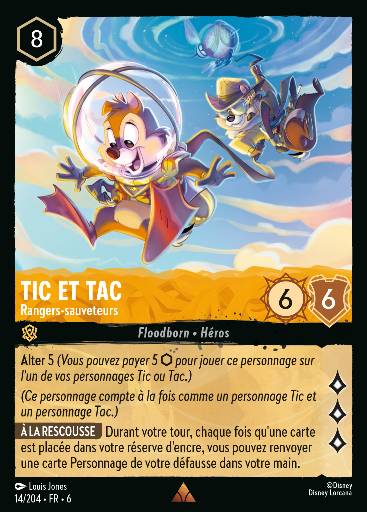 8
TIC ET TAC
Rangers-sauveteurs
6
6
Floodborn • Héros
Alter 5 (Vous pouvez payer 5 pour jouer ce personnage sur
l'un de vos personnages Tic ou Tac.)
(Ce personnage compte à la fois comme un personnage Tic et
un personnage Tac.)
À LA RESCOUSSE Durant votre tour, chaque fois qu'une carte
est placée dans votre réserve d'encre, vous pouvez renvoyer
une carte Personnage de votre défausse dans votre main.
Louis Jones
14/204 • FR • 6
©Disney
Disney Lorcana